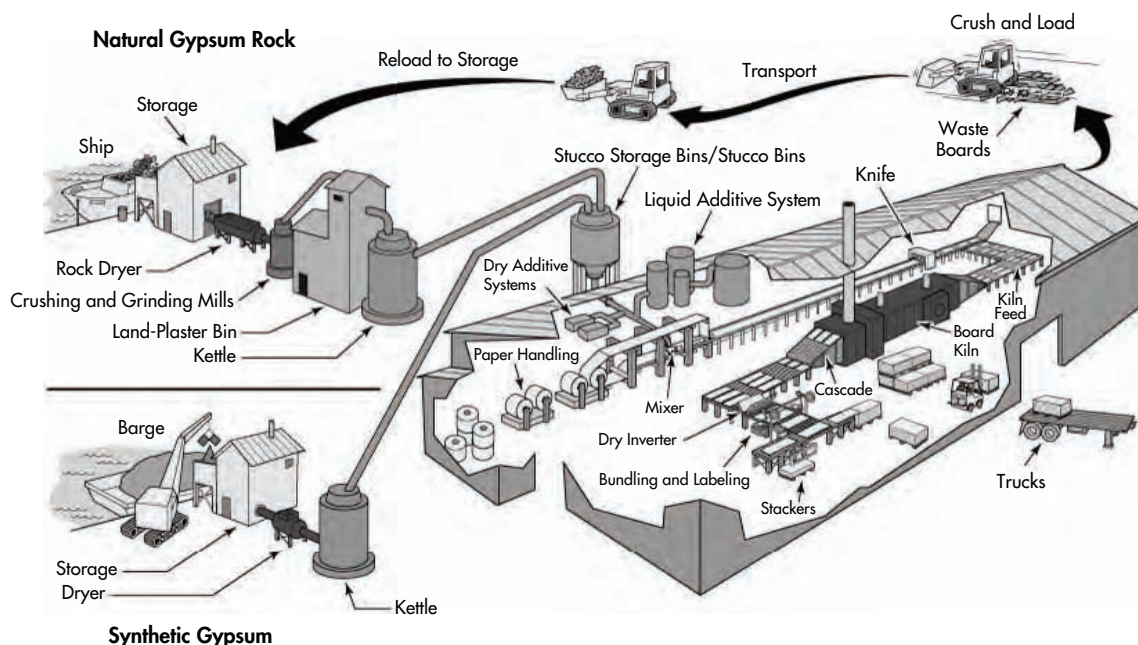 Crush and Load
Natural Gypsum Rock
Reload to Storage
Transport
Storage
Ship
Waste
Boards
Stucco Storage Bins/Stucco Bins
Knife
Liquid Additive System
Rock Dryer
Dry Additive
Systems
Crushing and Grinding Mills
Kiln
Feed
Land-Plaster Bin
Board
Kiln
Kettle
Paper Handling
Cascade
Mixer
Barge
Dry Inverter
Trucks
Bundling and Labeling
Stackers
Storage
Dryer
Kettle
Synthetic Gypsum